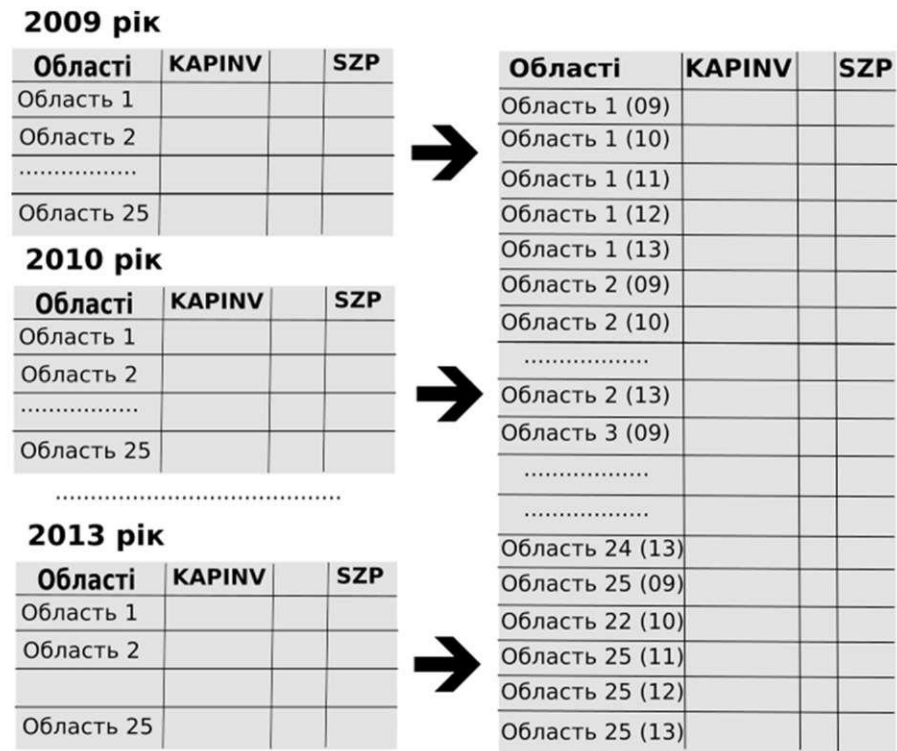 2009 рік
Області KAPINV SZP
Область 1
Область 2
.................
Область 25
2010 рік
Області KAPINV SZP
Область 1
Область 2
.................
Область 25
.........................................
2013 рік
Області KAPINV SZP
Область 1
Область 2
Область 25
Області KAPINV SZP
Область 1 (09)
Область 1 (10)
Область 1 (11)
Область 1 (12)
Область 1 (13)
Область 2 (09)
Область 2 (10)
..................
Область 2 (13)
Область 3 (09)
..................
..................
Область 24 (13)
Область 25 (09)
Область 22 (10)
Область 25 (11)
Область 25 (12)
Область 25 (13)